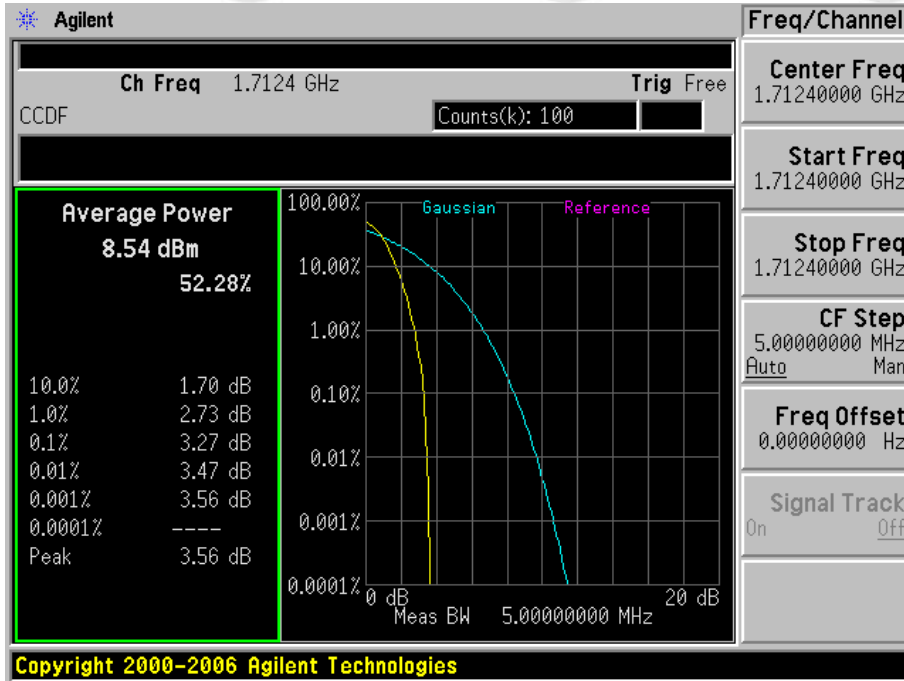 Agilent
Freq/Channel
Ch Freq 1.7124 GHz Trig Free
CCDF
Counts(k): 100
Average Power
8.54 dBm
52.28%
10.0% 1.70 dB
1.0% 2.73 dB
0.1% 3.27 dB
0.01% 3.47 dB
0.001% 3.56 dB
0.0001% ----
Peak 3.56 dB
Gaussian Reference
100.00%
10.00%
1.00%
0.10%
0.01%
0.001%
0.0001%
0 dB 20 dB
Meas BW 5.00000000 MHz
Center Freq
1.71240000 GHz
Start Freq
1.71240000 GHz
Stop Freq
1.71240000 GHz
CF Step
5.00000000 MHz
Auto Man
Freq Offset
0.00000000 Hz
Signal Track
On Off
Copyright 2000-2006 Agilent Technologies